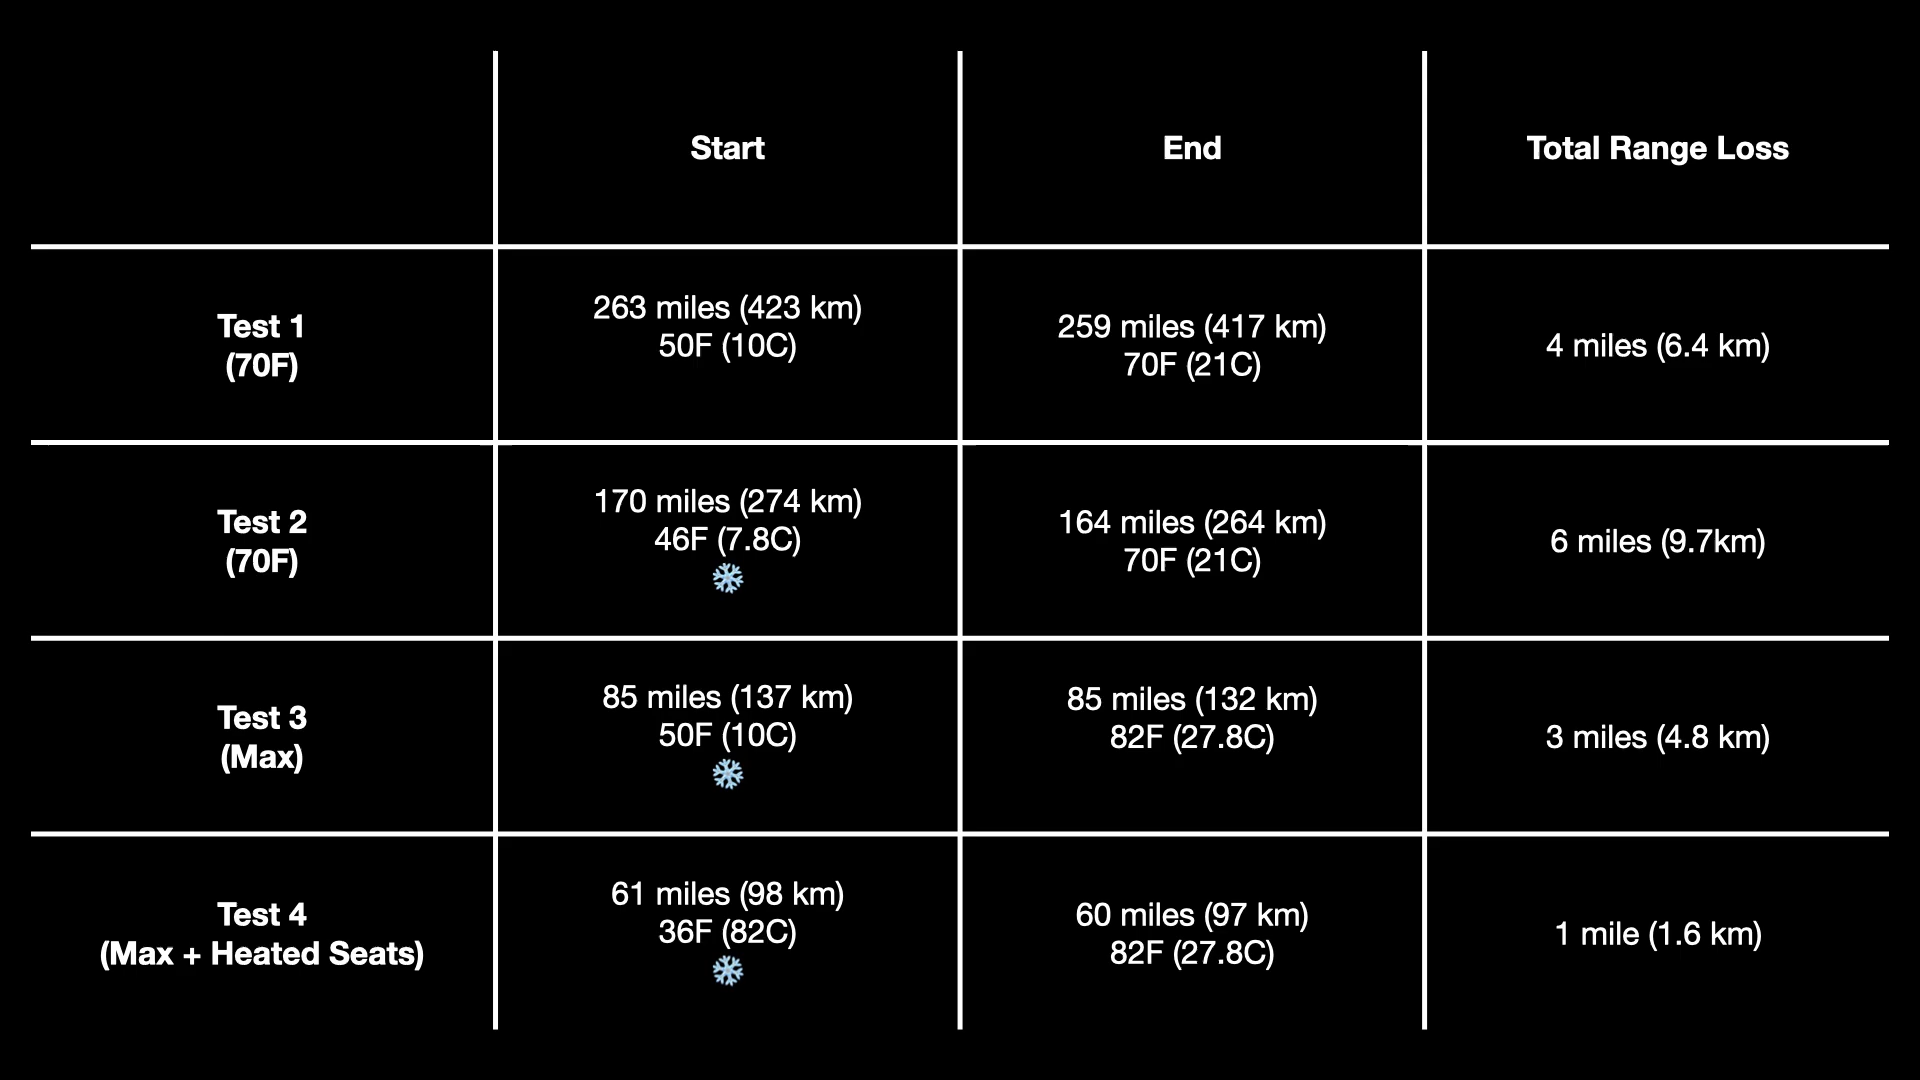 Start
End
Total Range Loss
Test 1
(70F)
263 miles (423 km)
50F (10C)
259 miles (417 km)
70F (21C)
4 miles (6.4 km)
Test 2
(70F)
170 miles (274 km)
46F (7.8C)
164 miles (264 km)
70F (21C)
6 miles (9.7km)
Test 3
(Max)
85 miles (137 km)
50F (10C)
85 miles (132 km)
82F (27.8C)
3 miles (4.8 km)
Test 4
(Max + Heated Seats)
61 miles (98 km)
36F (82C)
60 miles (97 km)
82F (27.8C)
1 mile (1.6 km)